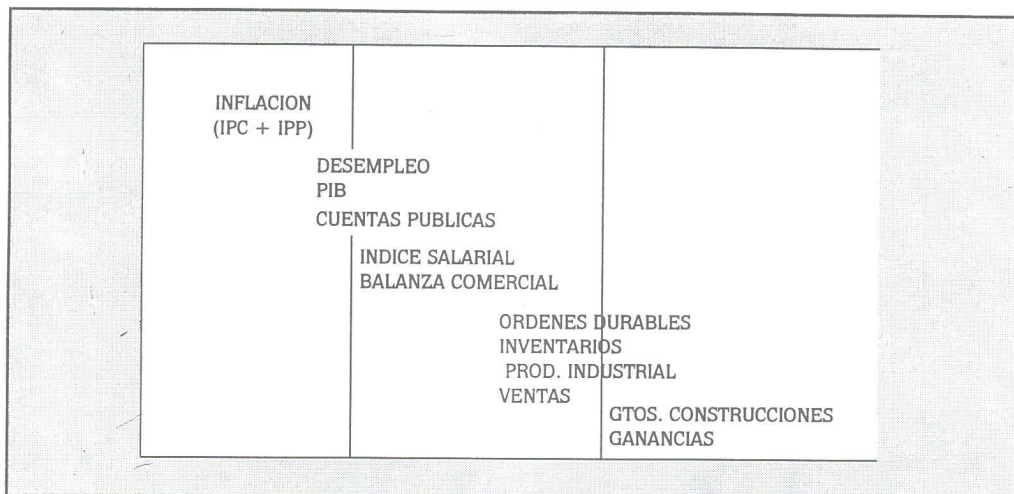 INFLACION
(IPC + IPP)
DESEMPLEO
PIB
CUENTAS PUBLICAS
INDICE SALARIAL
BALANZA COMERCIAL
ORDENES DURABLES
INVENTARIOS
PROD. INDUSTRIAL
VENTAS
GTOS. CONSTRUCCIONES
GANANCIAS